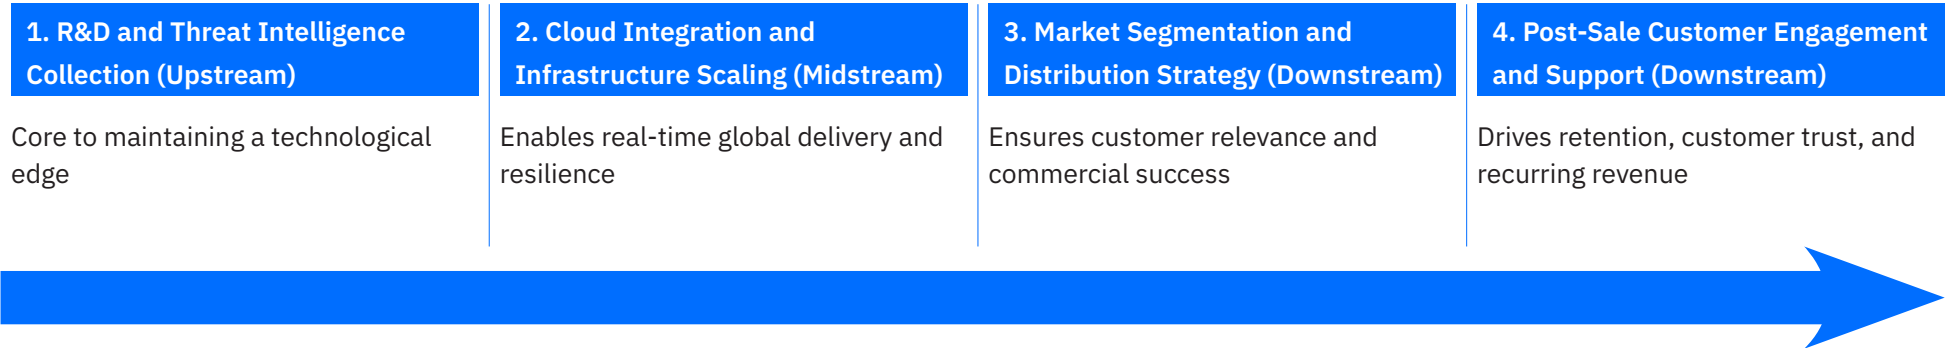 1. R&D and Threat Intelligence
Collection (Upstream)
Core to maintaining a technological
edge
2. Cloud Integration and
Infrastructure Scaling (Midstream)
Enables real-time global delivery and
resilience
3. Market Segmentation and
Distribution Strategy (Downstream)
Ensures customer relevance and
commercial success
4. Post-Sale Customer Engagement
and Support (Downstream)
Drives retention, customer trust, and
recurring revenue